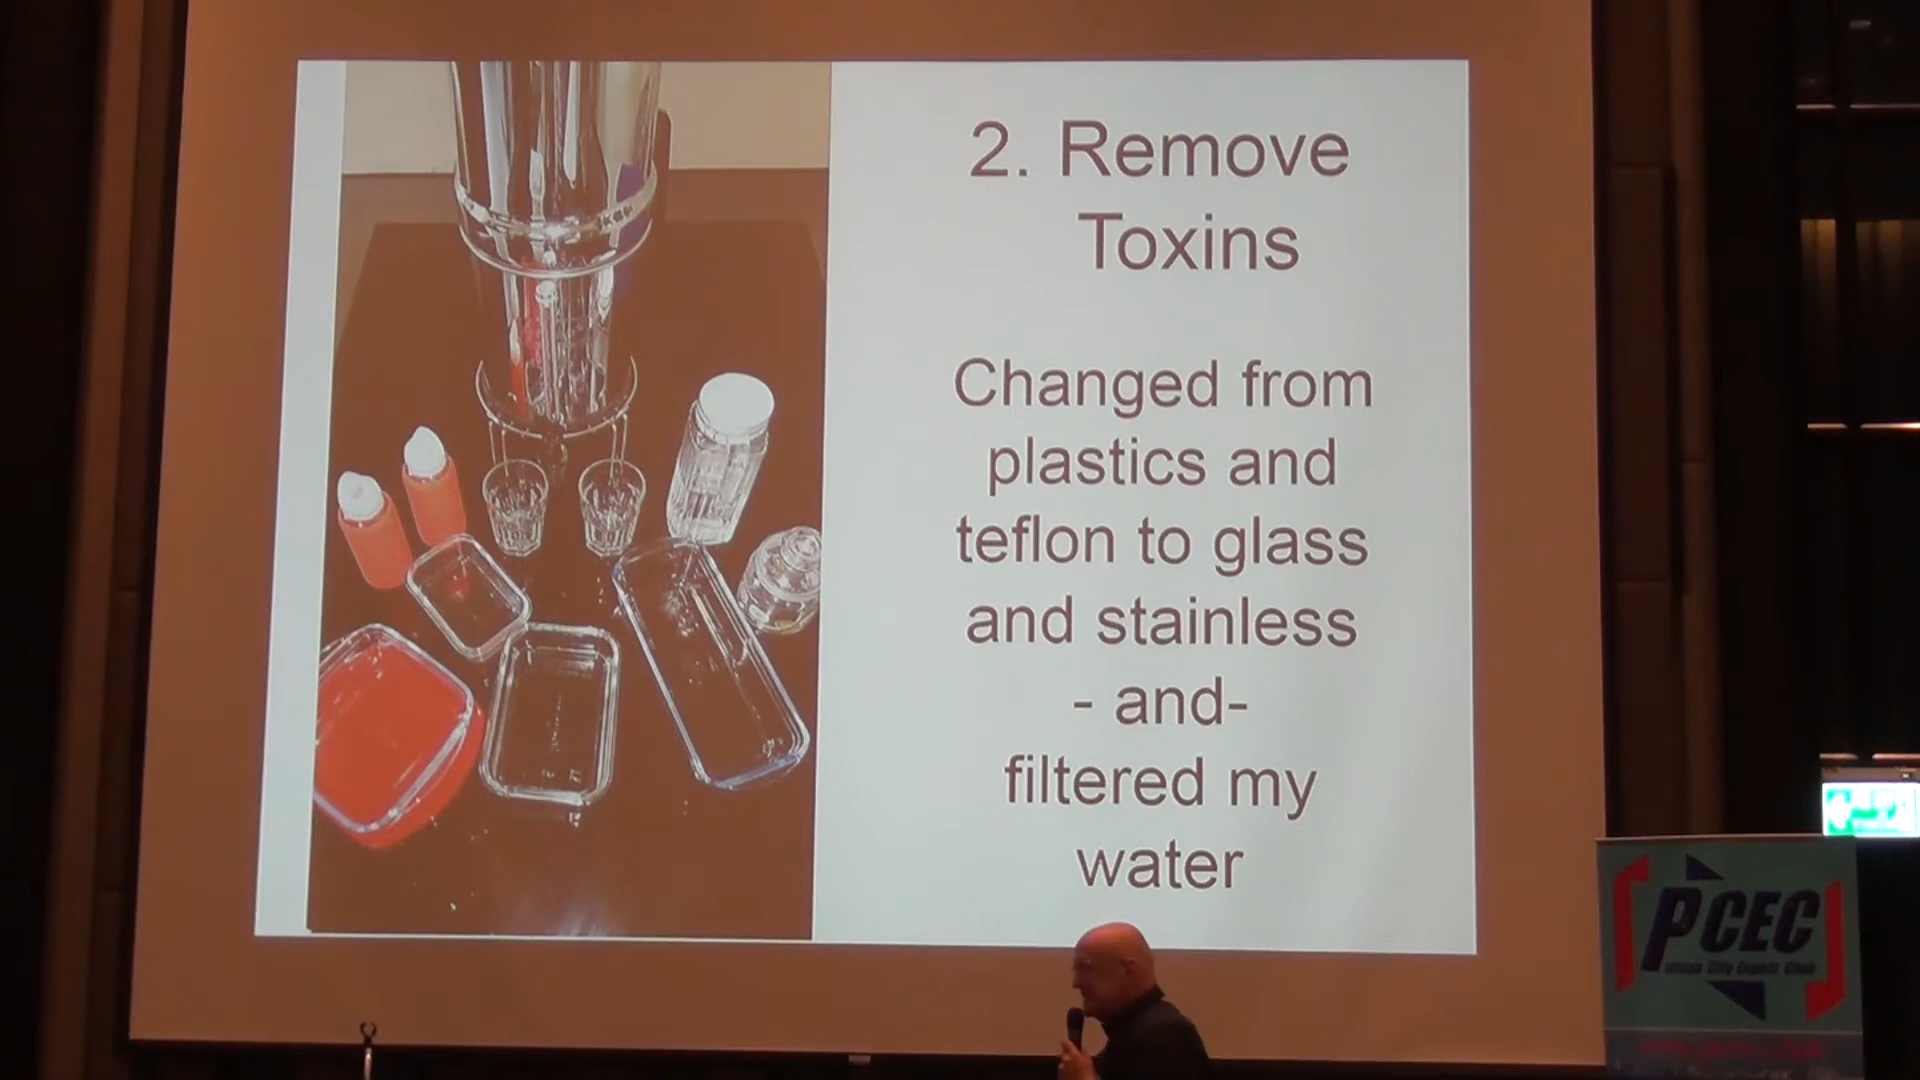 2. Remove
Toxins
Changed from
plastics and
teflon to glass
and stainless
- and-
filtered my
water
PCEC